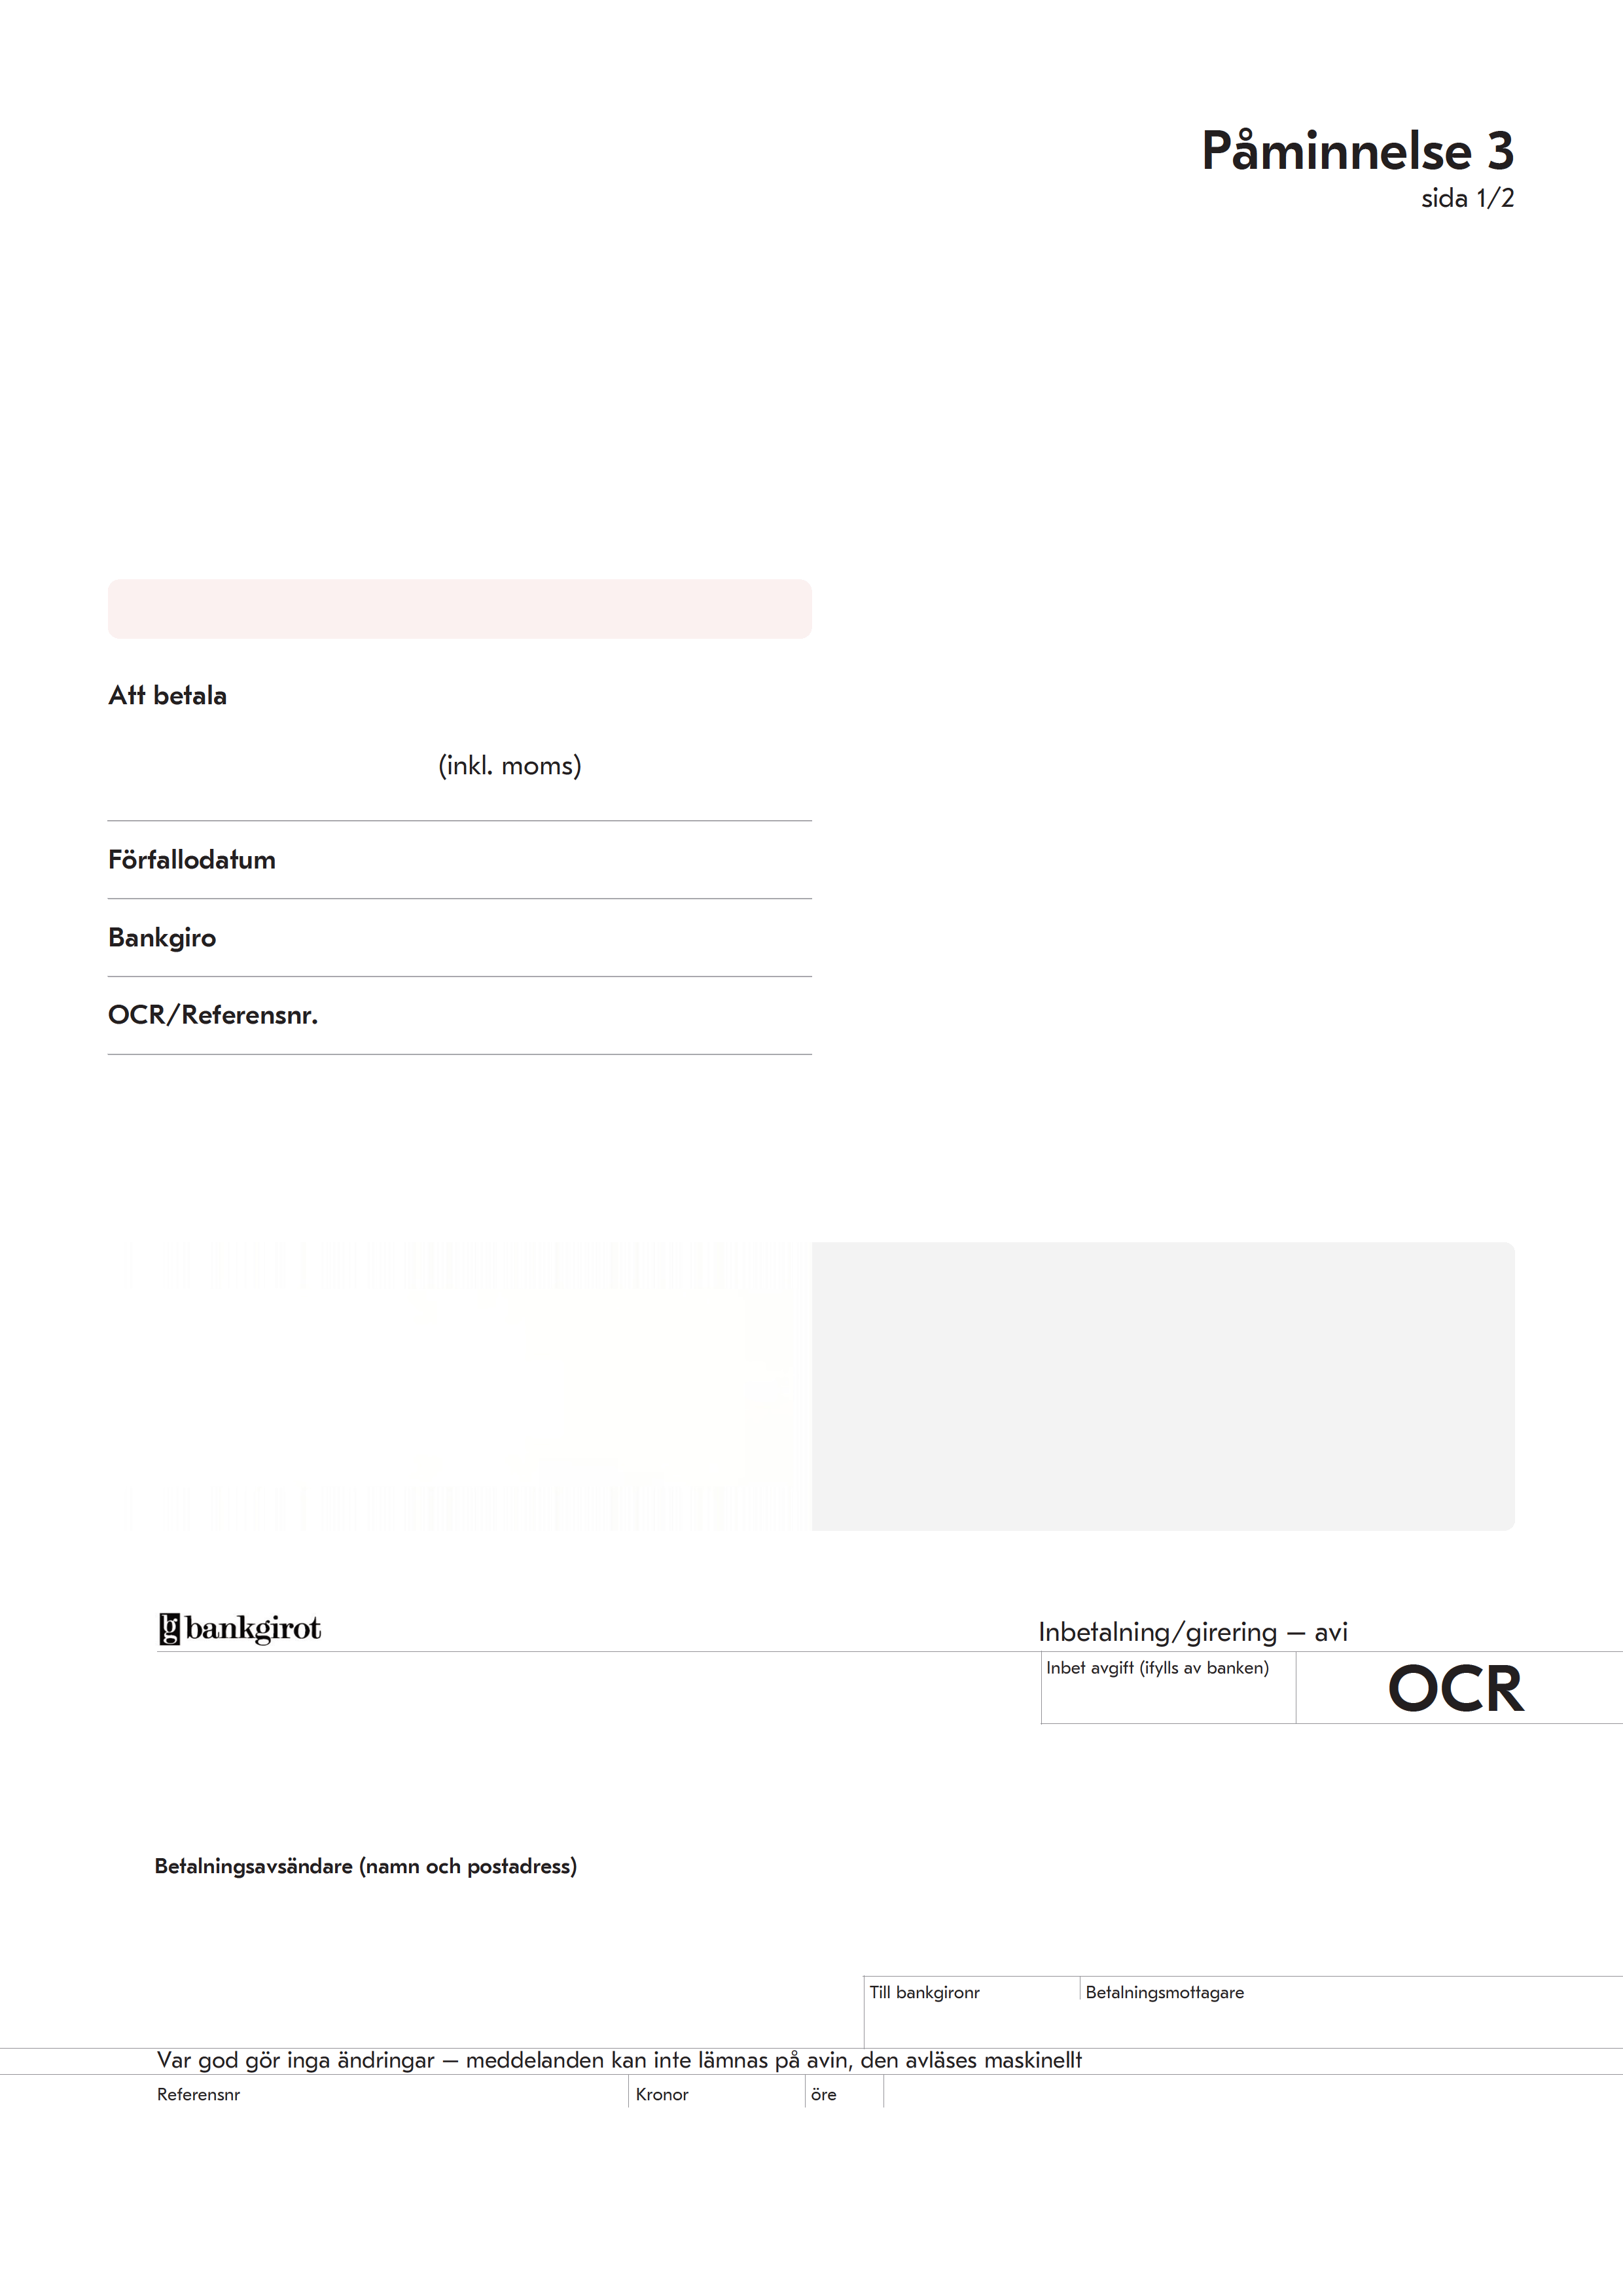 Påminnelse 3
sida 1/2
Att betala
(inkl. moms)
Förfallodatum
Bankgiro
OCR/Referensnr.
bg bankgirot
Inbetalning/girering – avi
Inbet avgift (ifylls av banken)
OCR
Betalningsavsändare (namn och postadress)
Till bankgironr
Betalningsmottagare
Var god gör inga ändringar – meddelanden kan inte lämnas på avin, den avläses maskinellt
Referensnr
Kronor
öre